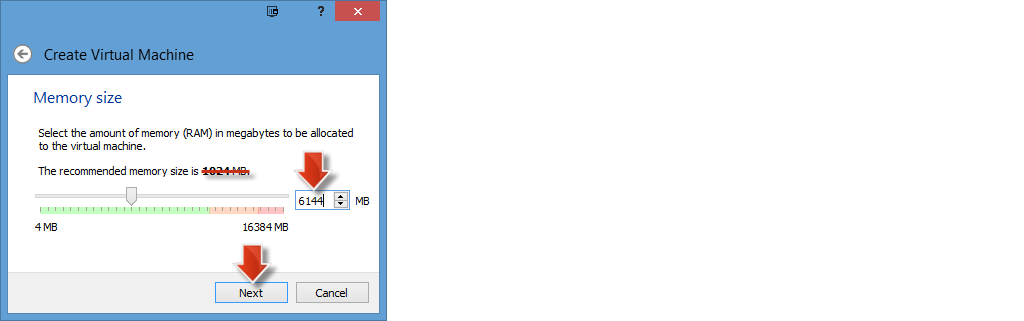 ?
Create Virtual Machine
Memory size
Select the amount of memory (RAM) in megabytes to be allocated
to the virtual machine.
The recommended memory size is 1024 MB.
6144 MB
4 MB 16384 MB
Next Cancel